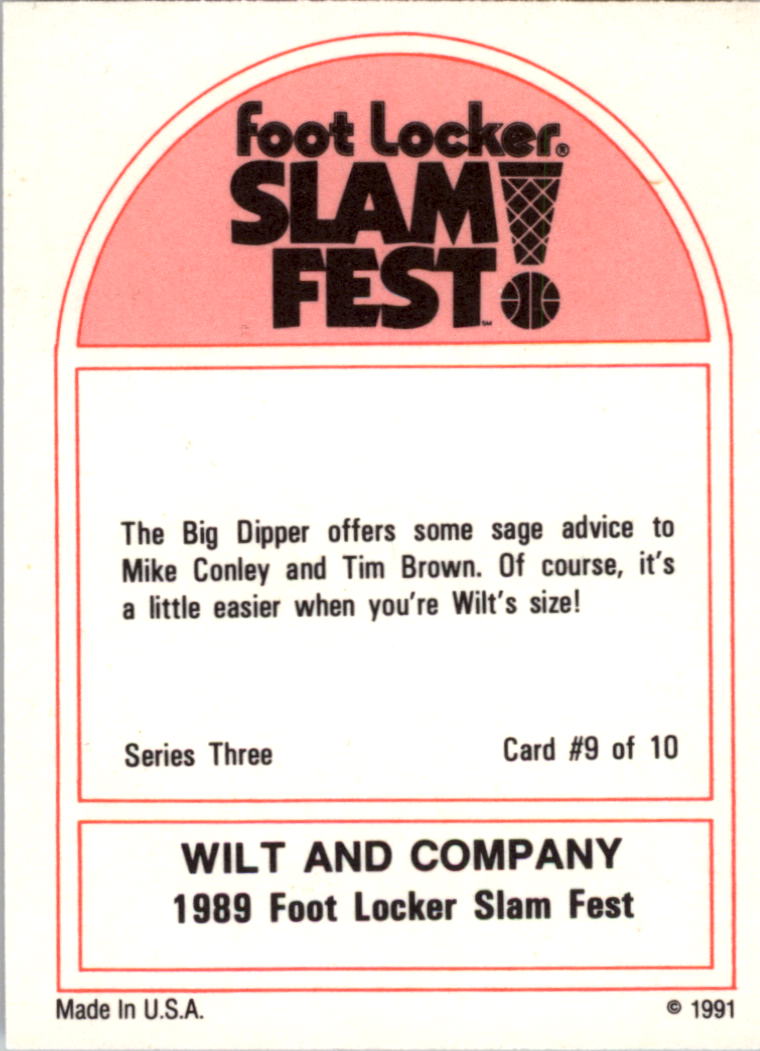 foot Locker®
SLAM
FEST™
The Big Dipper offers some sage advice to
Mike Conley and Tim Brown. Of course, it's
a little easier when you're Wilt's size!
Series Three
Card #9 of 10
WILT AND COMPANY
1989 Foot Locker Slam Fest
Made In U.S.A.
© 1991